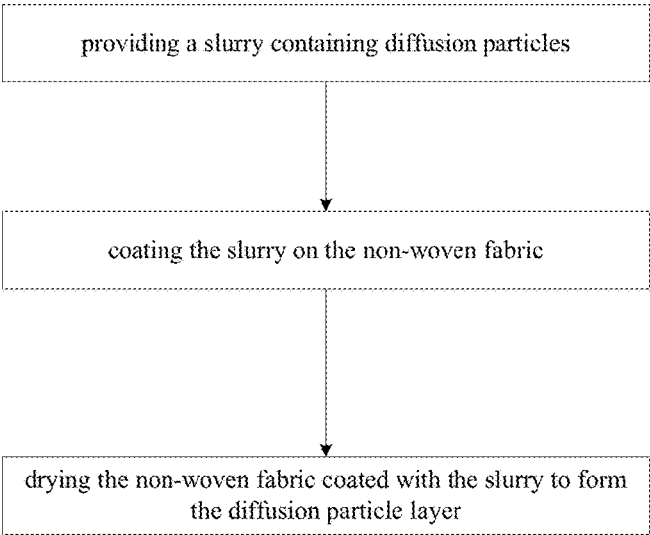 providing a slurry containing diffusion particles
coating the slurry on the non-woven fabric
drying the non-woven fabric coated with the slurry to form
the diffusion particle layer